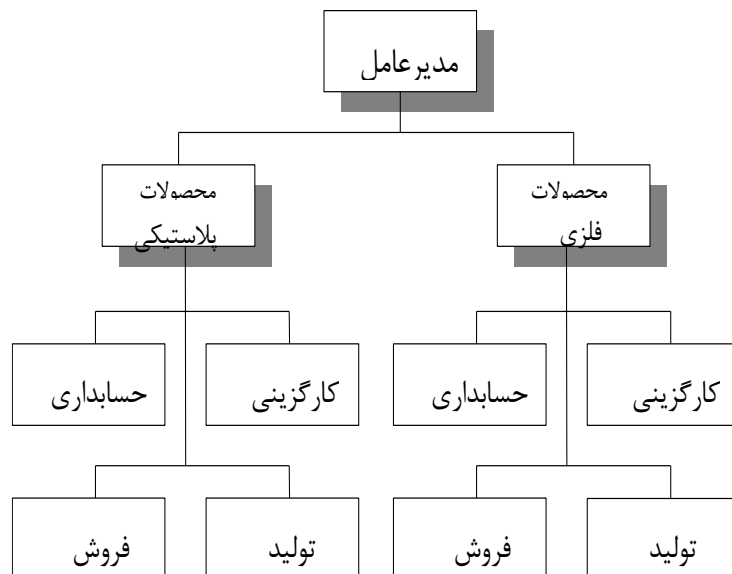 مدیرعامل
محصولات
فلزی
محصولات
پلاستیکی
کارگزینی
حسابداری
کارگزینی
حسابداری
تولید
فروش
تولید
فروش